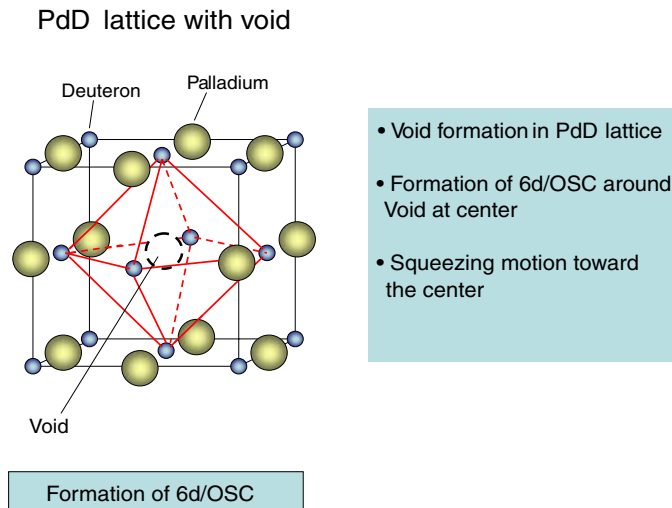 PdD lattice with void
Deuteron
Palladium
Void
• Void formation in PdD lattice
• Formation of 6d/OSC around
Void at center
• Squeezing motion toward
the center
Formation of 6d/OSC